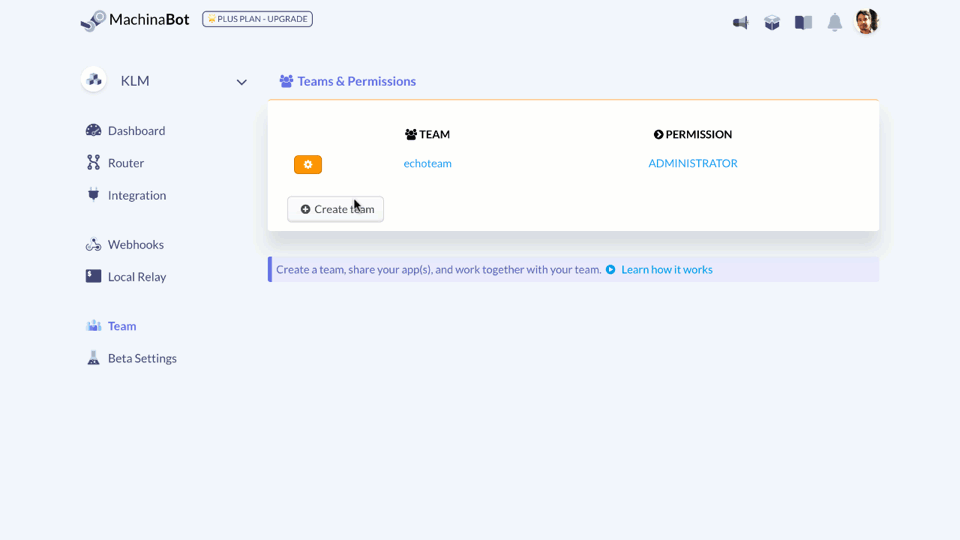 MachinaBot
PLUS PLAN - UPGRADE
KLM
Dashboard
Router
Integration
Webhooks
Local Relay
Team
Beta Settings
Teams & Permissions
TEAM
PERMISSION
echoteam
ADMINISTRATOR
Create team
Create a team, share your app(s), and work together with your team. Learn how it works